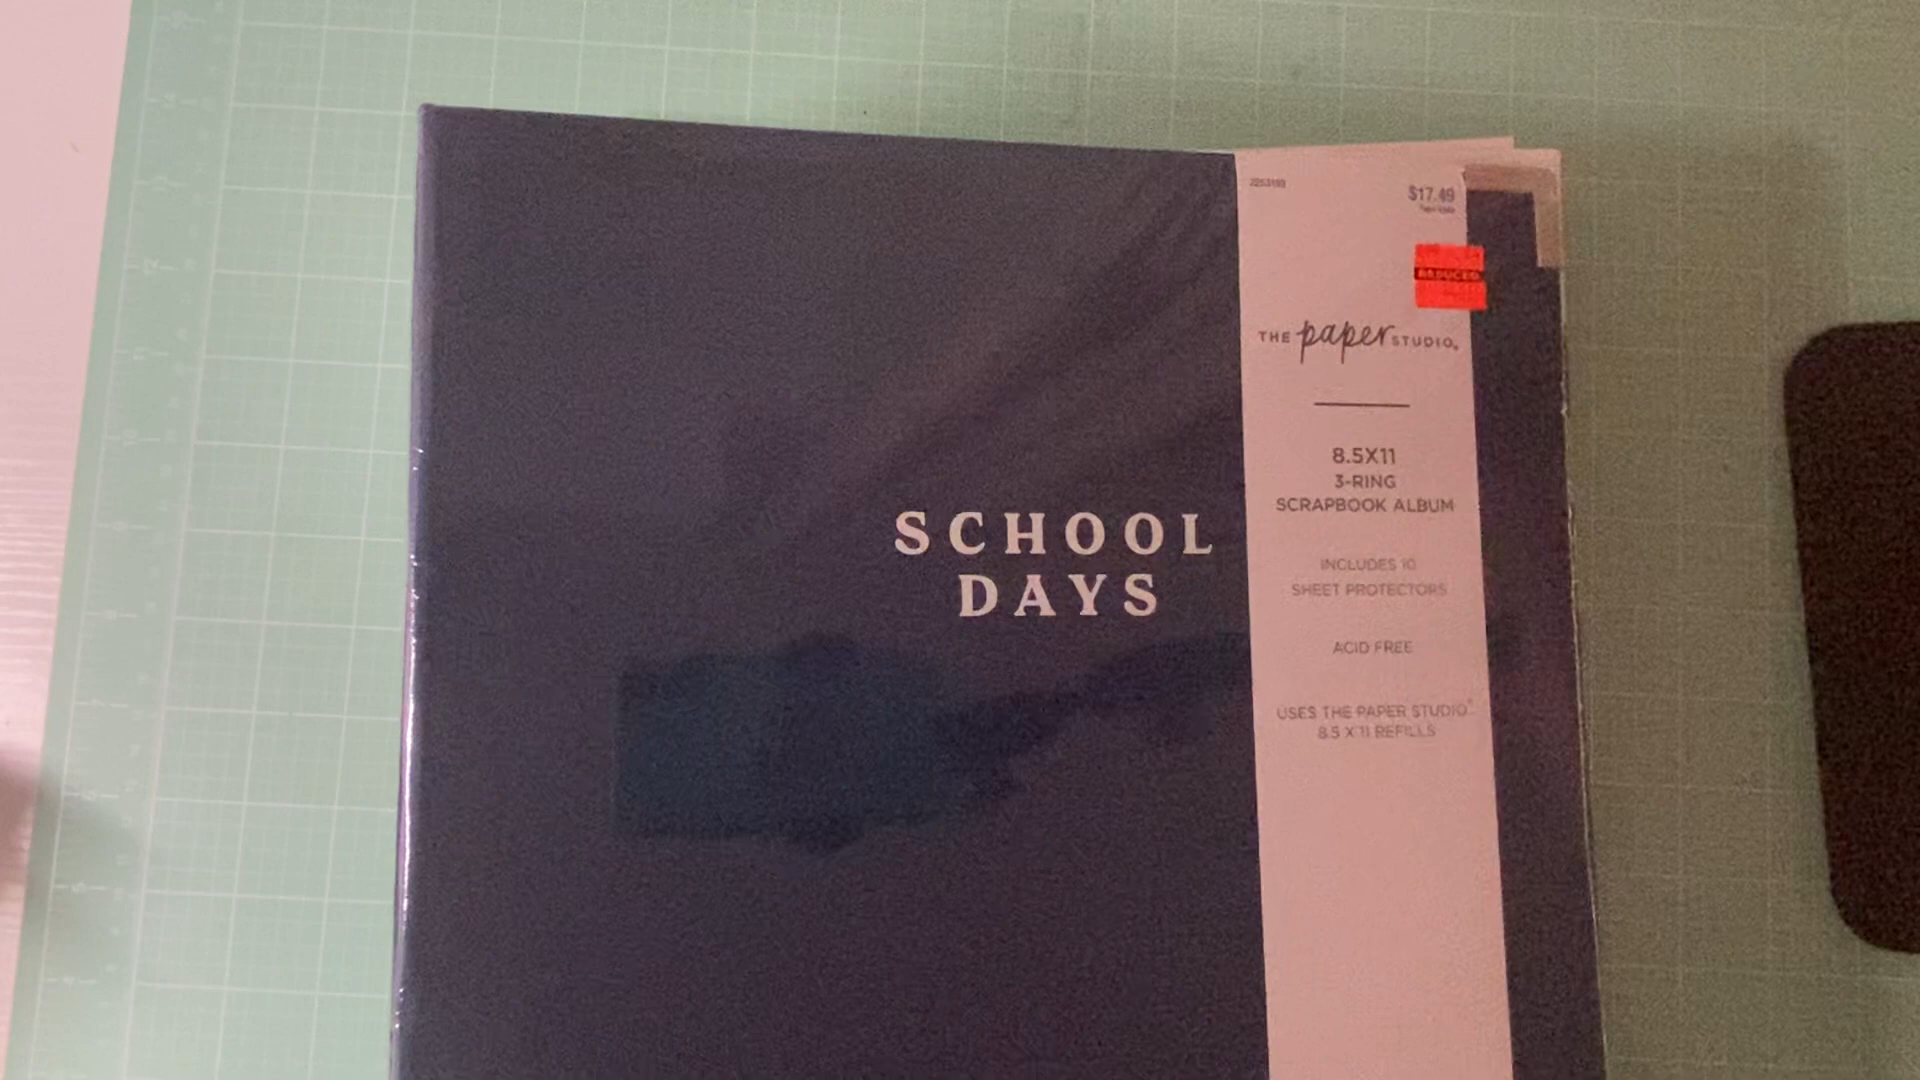 $17.49
REDUCED
THE paper STUDIO®
8.5X11
3-RING
SCRAPBOOK ALBUM
INCLUDES 10
SHEET PROTECTORS
ACID FREE
USES THE PAPER STUDIO®
8.5 X 11 REFILLS
SCHOOL
DAYS